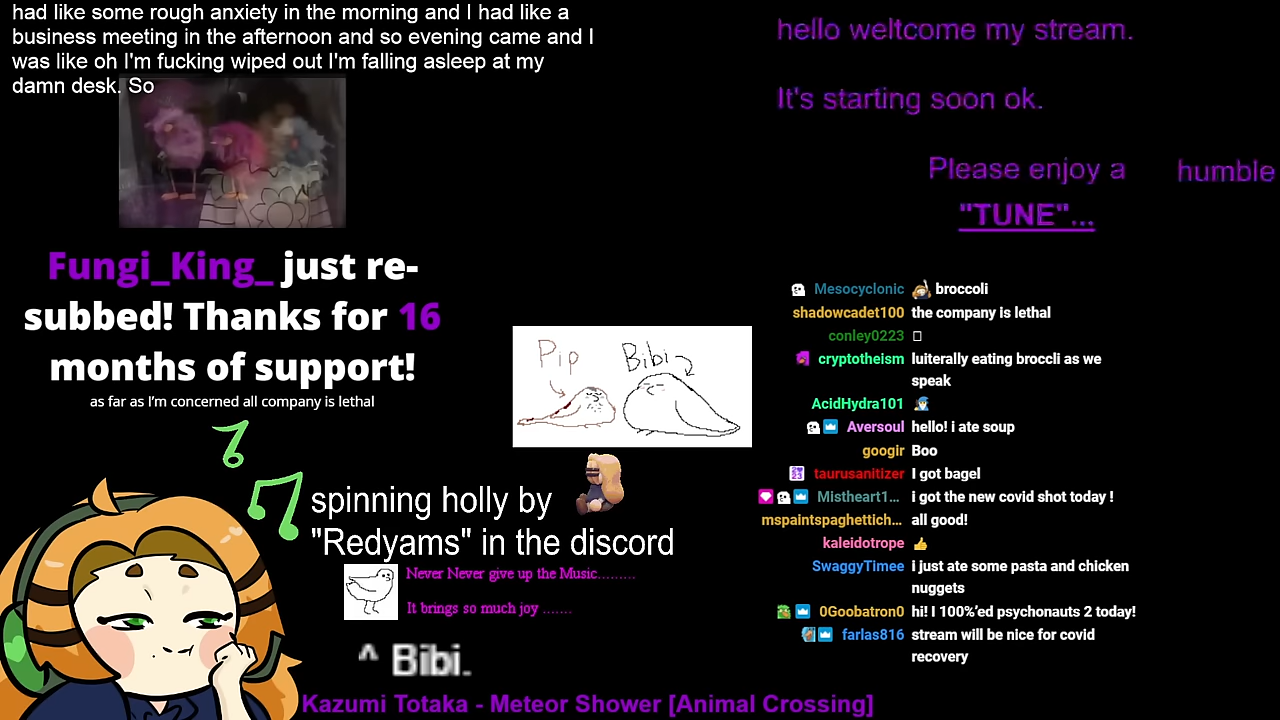 had like some rough anxiety in the morning and I had like a
business meeting in the afternoon and so evening came and I
was like oh I'm fucking wiped out I'm falling asleep at my
damn desk. So
hello weltcome my stream.
It's starting soon ok.
Please enjoy a humble
"TUNE"...
Fungi_King_ just re-
subbed! Thanks for 16
months of support!
as far as I'm concerned all company is lethal
Pip
Bibi
spinning holly by
"Redyams" in the discord
Never Never give up the Music.........
It brings so much joy .......
^ Bibi.
Mesocyclonic broccoli
shadowcadet100 the company is lethal
conley0223
cryptotheism luiterally eating broccli as we
speak
AcidHydra101
Aversoul hello! i ate soup
googir Boo
taurusanitizer I got bagel
Mistheart1... i got the new covid shot today !
mspaintspaghettich... all good!
kaleidotrope
SwaggyTimee i just ate some pasta and chicken
nuggets
0Goobatron0 hi! I 100%'ed psychonauts 2 today!
farlas816 stream will be nice for covid
recovery
Kazumi Totaka - Meteor Shower [Animal Crossing]